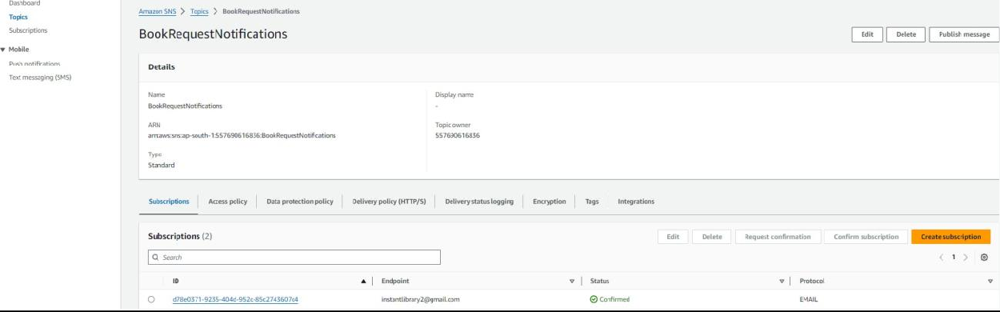 Dashboard
Topics
Subscriptions
Mobile
Push notifications
Text messaging (SMS)
Amazon SNS > Topics > BookRequestNotifications
BookRequestNotifications
Edit Delete Publish message
Details
Name
BookRequestNotifications
Display name
-
ARN
arn:aws:sns:ap-south-1:557690616836:BookRequestNotifications
Topic owner
557690616836
Type
Standard
Subscriptions Access policy Data protection policy Delivery policy (HTTP/S) Delivery status logging Encryption Tags Integrations
Subscriptions (2)
Edit Delete Request confirmation Confirm subscription Create subscription
Search
1
ID Endpoint Status Protocol
d78e0371-9235-404d-952c-85c2743607c4 instantlibrary2@gmail.com Confirmed EMAIL